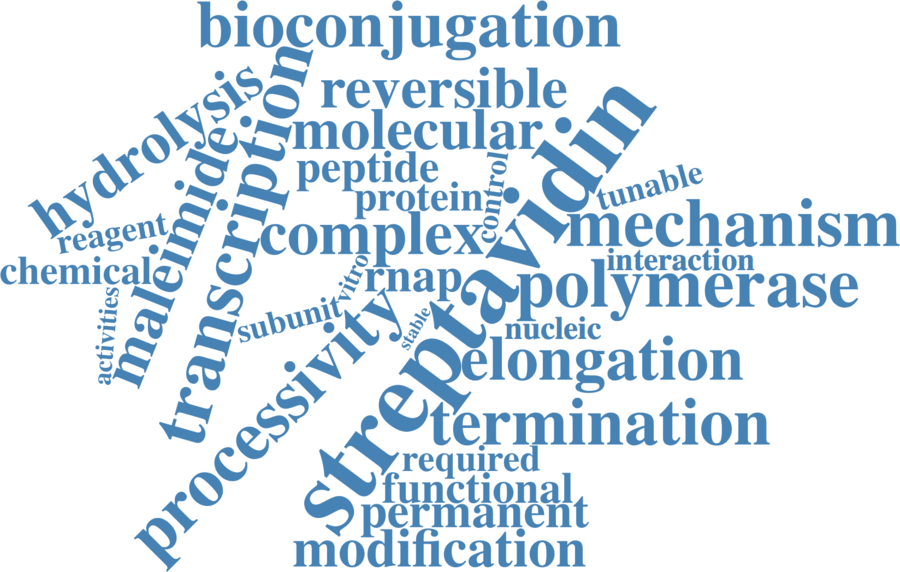 bioconjugation
hydrolysis
transcription
reversible
molecular
maleimide
peptide
control
streptavidin
protein
tunable
reagent
complex
mechanism
chemical
vitro
rnap
interaction
polymerase
activities
subunit
stable
nucleic
processivity
elongation
termination
required
functional
permanent
modification